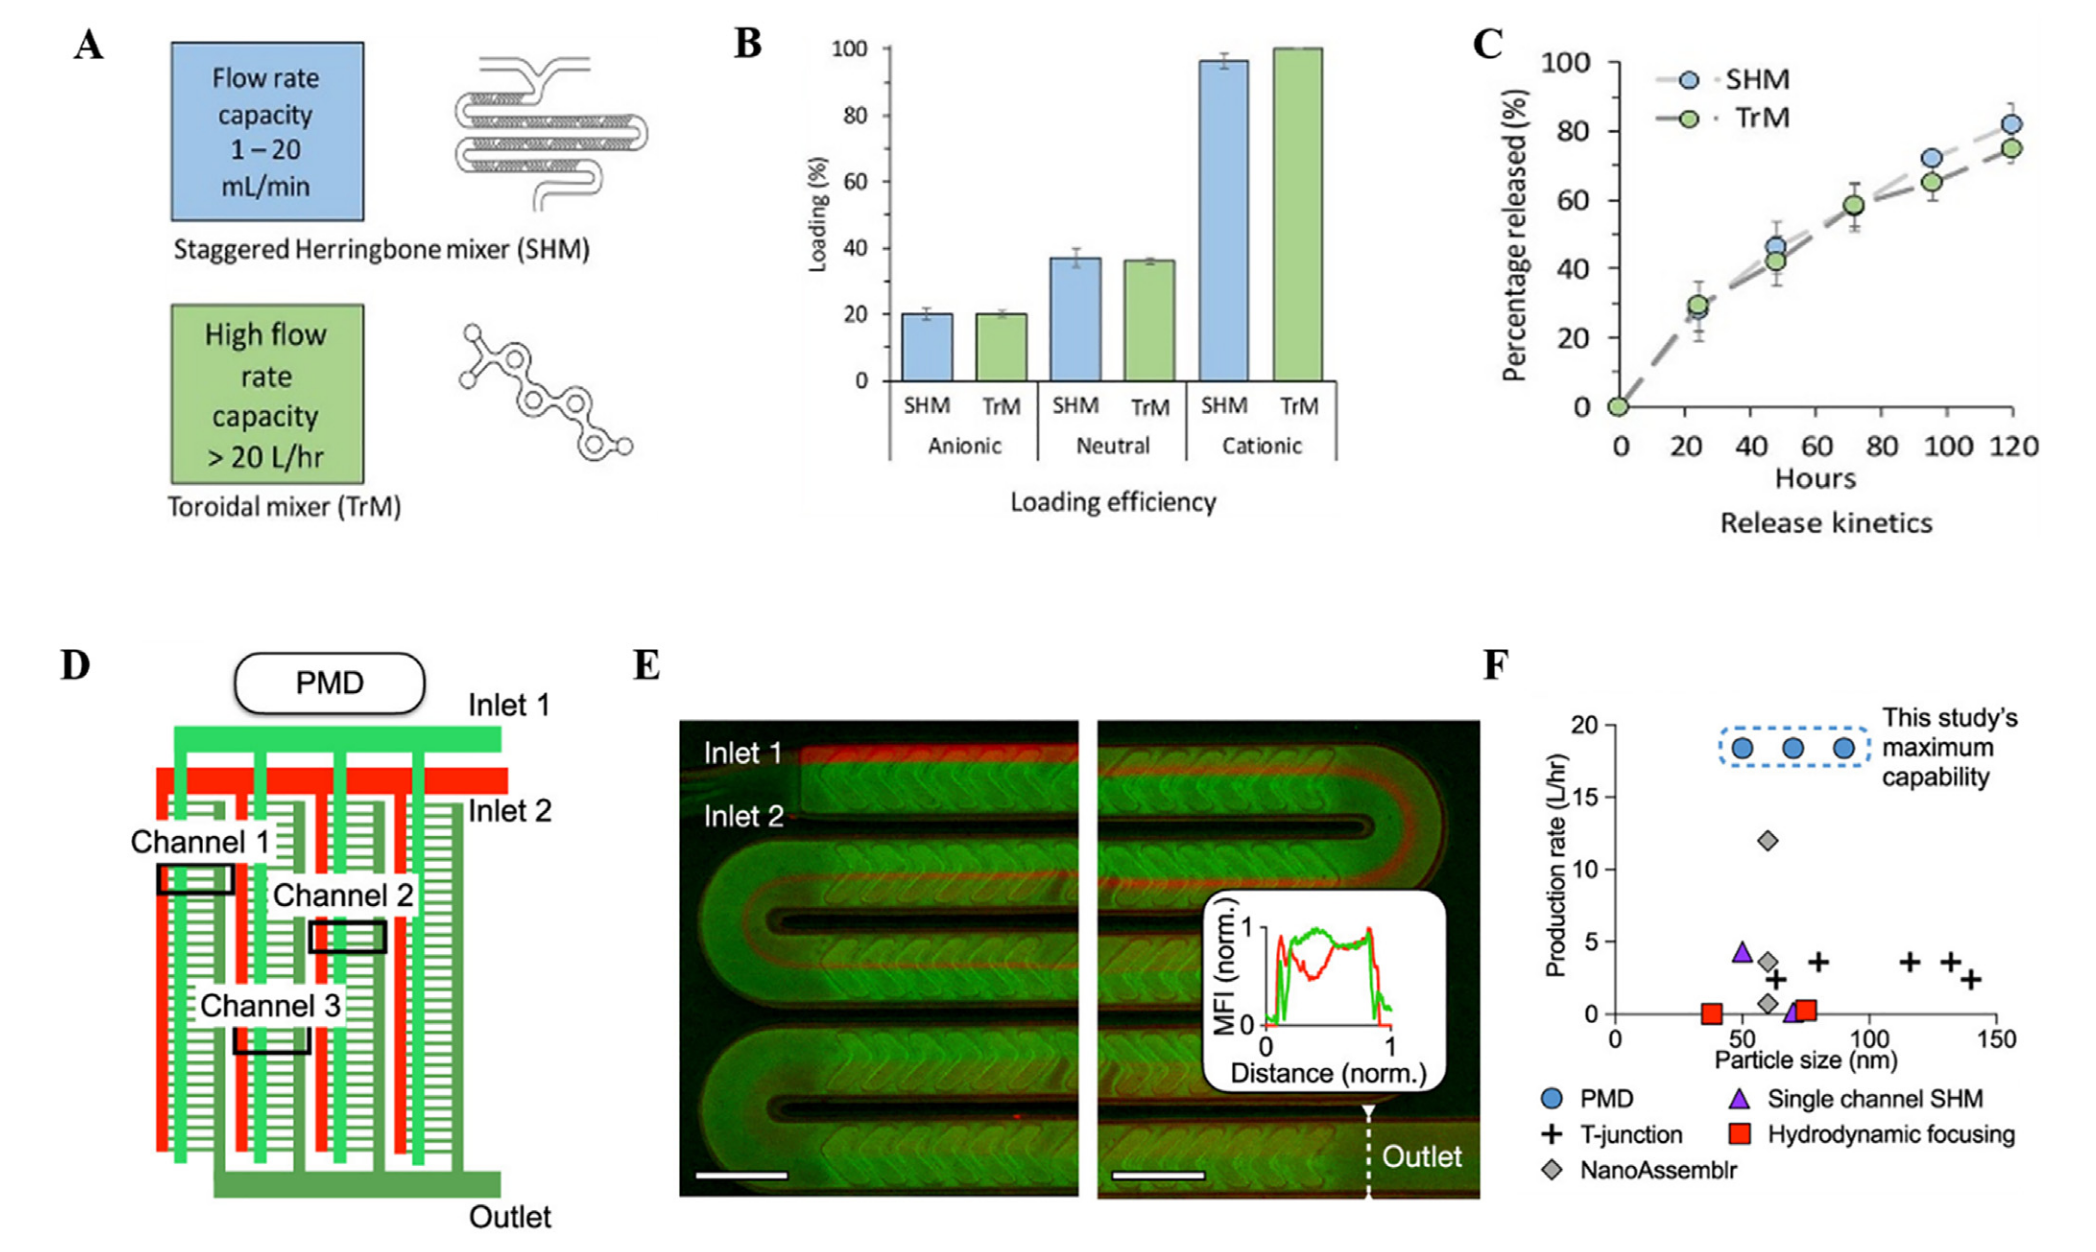 A
Flow rate
capacity
1 – 20
mL/min
Staggered Herringbone mixer (SHM)
High flow
rate
capacity
> 20 L/hr
Toroidal mixer (TrM)
B
Loading (%)
100
80
60
40
20
0
SHM TrM SHM TrM SHM TrM
Anionic Neutral Cationic
Loading efficiency
C
Percentage released (%)
100
80
60
40
20
0
SHM
TrM
0 20 40 60 80 100 120
Hours
Release kinetics
D
PMD
Inlet 1
Inlet 2
Channel 1
Channel 2
Channel 3
Outlet
E
Inlet 1
Inlet 2
MFI (norm.)
1
0
0 1
Distance (norm.)
Outlet
F
Production rate (L/hr)
20
15
10
5
0
This study's
maximum
capability
0 50 100 150
Particle size (nm)
PMD
Single channel SHM
T-junction
Hydrodynamic focusing
NanoAssemblr